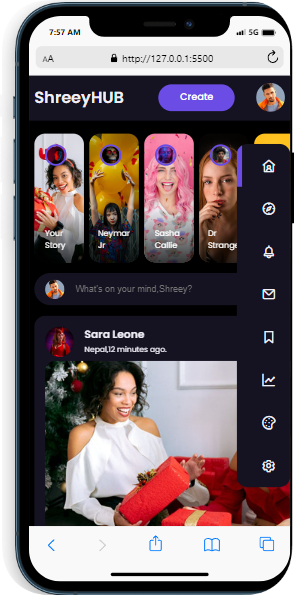 7:57 AM
5G
AA
http://127.0.0.1:5500
ShreeyHUB
Create
Your
Story
Neymar
Jr
Sasha
Callie
Dr
Strange
What's on your mind,Shreey?
Sara Leone
Nepal,12 minutes ago.